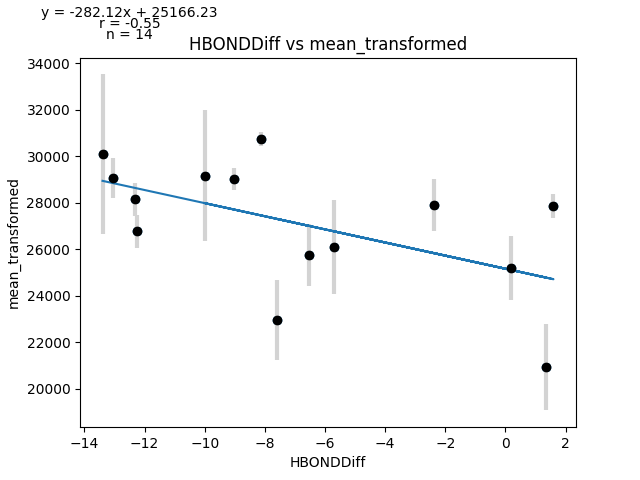 y = -282.12x + 25166.23
r = -0.55
n = 14
HBONDDiff vs mean_transformed
34000
32000
30000
28000
26000
24000
22000
20000
mean_transformed
−14
−12
−10
−8
−6
−4
−2
0
2
HBONDDiff